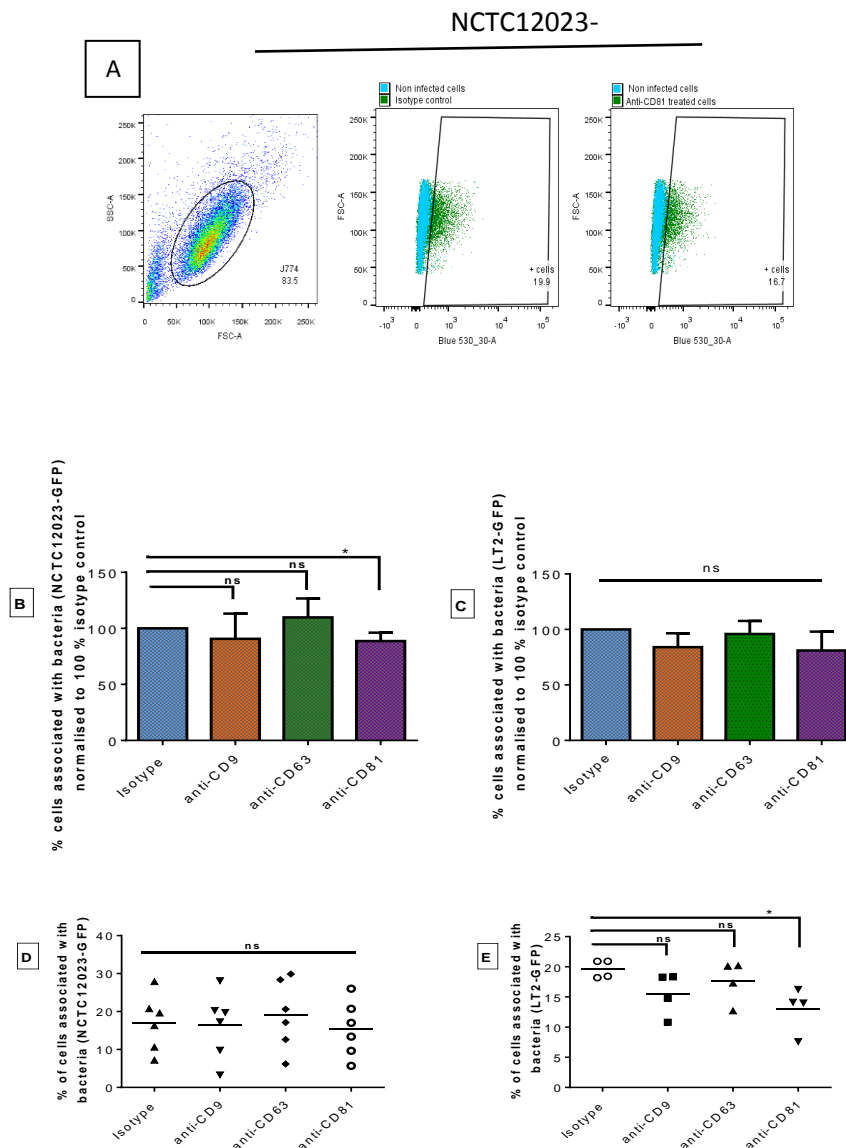 NCTC12023-
A
Non infected cells
Isotype control
Non infected cells
Anti-CD81 treated cells
250K
200K
150K
100K
50K
0
SSC-A
J774
83.5
0 50K 100K 150K 200K 250K
FSC-A
250K
200K
150K
100K
50K
0
FSC-A
+ cells
19.9
-10³ 0 10³ 10⁴ 10⁵
Blue 530_30-A
250K
200K
150K
100K
50K
0
FSC-A
+ cells
16.7
-10³ 0 10³ 10⁴ 10⁵
Blue 530_30-A
B
% cells associated with bacteria (NCTC12023-GFP)
normalised to 100 % isotype control
150
100
50
0
*
ns
ns
Isotype
anti-CD9
anti-CD63
anti-CD81
C
% cells associated with bacteria (LT2-GFP)
normalised to 100 % isotype control
150
100
50
0
ns
Isotype
anti-CD9
anti-CD63
anti-CD81
D
% of cells associated with
bacteria (NCTC12023-GFP)
40
30
20
10
0
ns
Isotype
anti-CD9
anti-CD63
anti-CD81
E
% of cells associated with
bacteria (LT2-GFP)
25
20
15
10
5
0
*
ns
ns
Isotype
anti-CD9
anti-CD63
anti-CD81